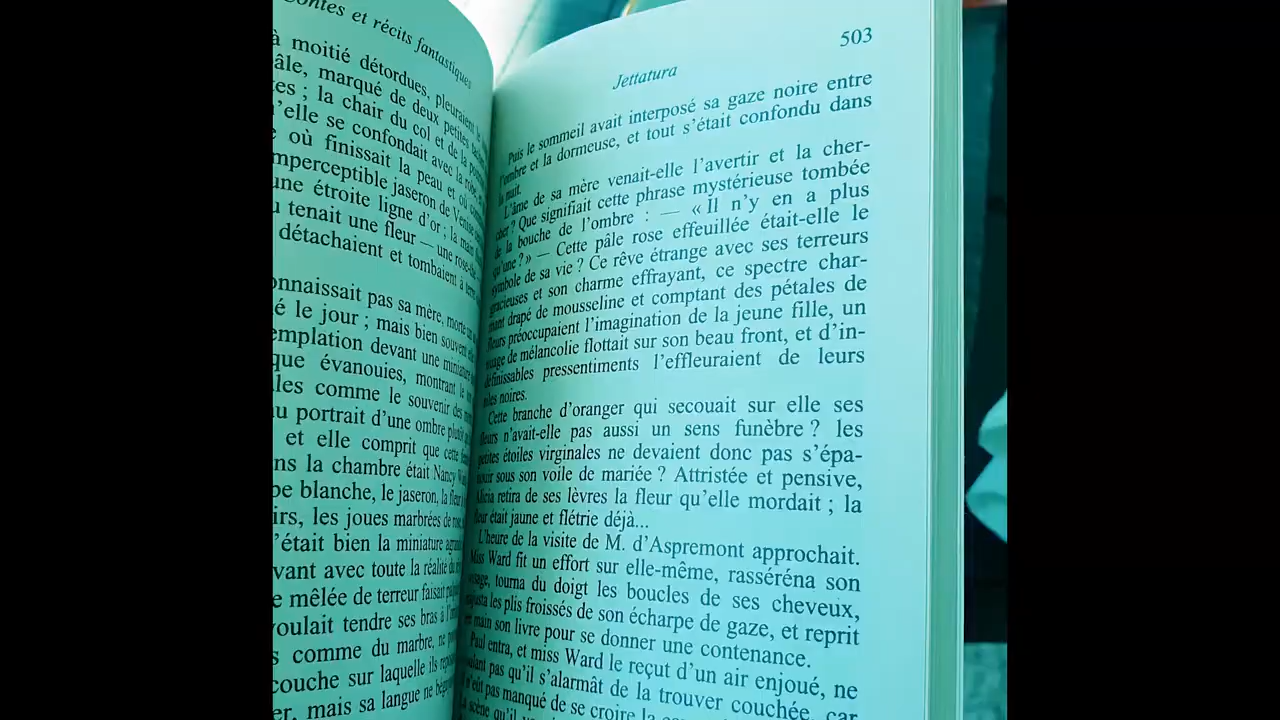 Contes et récits fantastiques
à moitié détordues, pleuraient
âle, marqué de deux petites
es ; la chair du col et de la
'elle se confondait avec la robe
où finissait la peau et où
mperceptible jaseron de Venise
une étroite ligne d'or ; la main
tenait une fleur — une rose-thé
détachaient et tombaient à terre
onnaissait pas sa mère, morte
é le jour ; mais bien souvent
emplation devant une miniature
que évanouies, montrant le
les comme le souvenir des
u portrait d'une ombre plutôt
et elle comprit que cette
ns la chambre était Nancy
be blanche, le jaseron, la fleur
irs, les joues marbrées de
'était bien la miniature
vant avec toute la réalité du
e mêlée de terreur faisait
oulait tendre ses bras à l'
s comme du marbre, ne
couche sur laquelle ils
er, mais sa langue ne
503
Jettatura
Puis le sommeil avait interposé sa gaze noire entre
l'ombre et la dormeuse, et tout s'était confondu dans
la nuit.
L'âme de sa mère venait-elle l'avertir et la cher-
cher ? Que signifiait cette phrase mystérieuse tombée
de la bouche de l'ombre : — « Il n'y en a plus
qu'une ? » — Cette pâle rose effeuillée était-elle le
symbole de sa vie ? Ce rêve étrange avec ses terreurs
gracieuses et son charme effrayant, ce spectre char-
mant drapé de mousseline et comptant des pétales de
fleurs préoccupaient l'imagination de la jeune fille, un
nuage de mélancolie flottait sur son beau front, et d'in-
définissables pressentiments l'effleuraient de leurs
ailes noires.
Cette branche d'oranger qui secouait sur elle ses
fleurs n'avait-elle pas aussi un sens funèbre ? les
petites étoiles virginales ne devaient donc pas s'épa-
nouir sous son voile de mariée ? Attristée et pensive,
Alicia retira de ses lèvres la fleur qu'elle mordait ; la
fleur était jaune et flétrie déjà...
L'heure de la visite de M. d'Aspremont approchait.
Miss Ward fit un effort sur elle-même, rasséréna son
visage, tourna du doigt les boucles de ses cheveux,
rajusta les plis froissés de son écharpe de gaze, et reprit
en main son livre pour se donner une contenance.
Paul entra, et miss Ward le reçut d'un air enjoué, ne
voulant pas qu'il s'alarmât de la trouver couchée, car
il n'eût pas manqué de se croire la
La scène qu'il